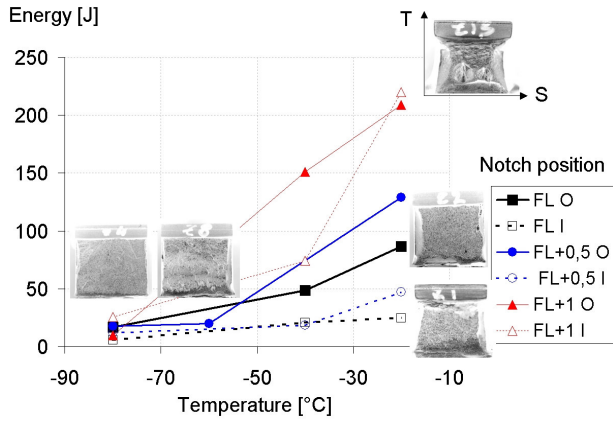 Energy [J]
T
S
300
250
200
150
100
50
0
-90
-70
-50
-30
-10
Temperature [°C]
Notch position
FL O
FL I
FL+0,5 O
FL+0,5 I
FL+1 O
FL+1 I